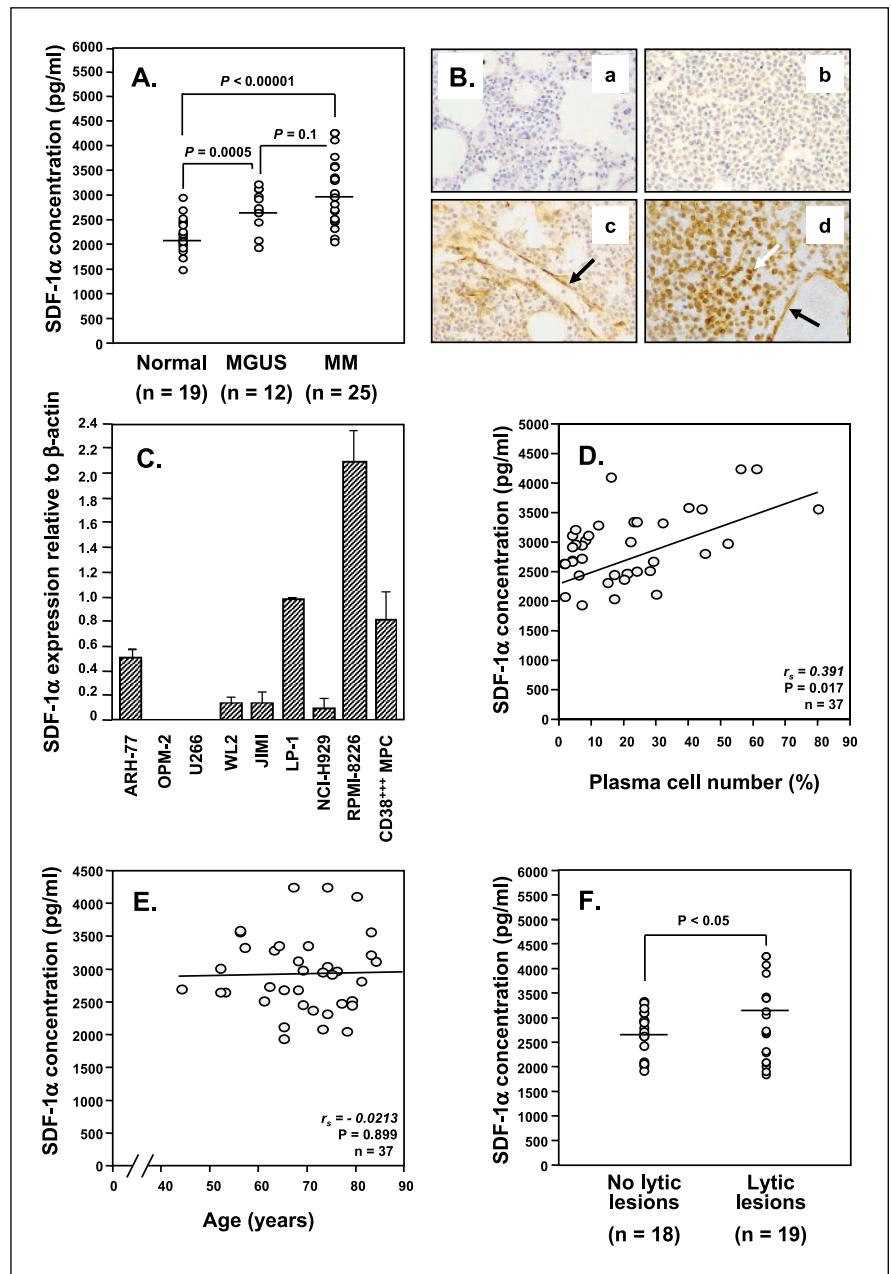 A.
SDF-1α concentration (pg/ml)
6000
5500
5000
4500
4000
3500
3000
2500
2000
1500
1000
500
0
P < 0.00001
P = 0.1
P = 0.0005
Normal MGUS MM
(n = 19) (n = 12) (n = 25)
B.
a
b
c
d
C.
SDF-1α expression relative to β-actin
2.4
2.2
2.0
1.8
1.6
1.4
1.2
1.0
0.8
0.6
0.4
0.2
0
ARH-77
OPM-2
U266
WL2
JIMI
LP-1
NCI-H929
RPMI-8226
CD38+++ MPC
D.
SDF-1α concentration (pg/ml)
5000
4500
4000
3500
3000
2500
2000
1500
1000
500
0
rs = 0.391
P = 0.017
n = 37
0 10 20 30 40 50 60 70 80 90
Plasma cell number (%)
E.
SDF-1α concentration (pg/ml)
4500
4000
3500
3000
2500
2000
1500
1000
500
0
rs = - 0.0213
P = 0.899
n = 37
0 40 50 60 70 80 90
Age (years)
F.
SDF-1α concentration (pg/ml)
6000
5500
5000
4500
4000
3500
3000
2500
2000
1500
1000
500
0
P < 0.05
No lytic lesions
(n = 18)
Lytic lesions
(n = 19)